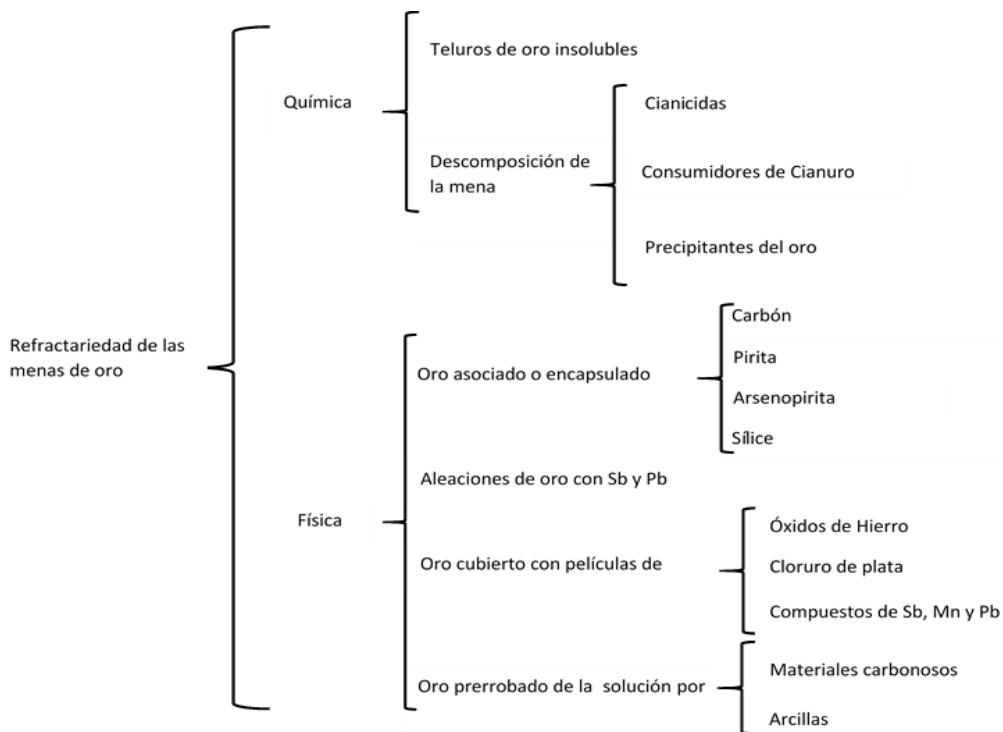 Refractariedad de las
menas de oro
Química
Teluros de oro insolubles
Descomposición de
la mena
Cianicidas
Consumidores de Cianuro
Precipitantes del oro
Física
Oro asociado o encapsulado
Carbón
Pirita
Arsenopirita
Sílice
Aleaciones de oro con Sb y Pb
Oro cubierto con películas de
Óxidos de Hierro
Cloruro de plata
Compuestos de Sb, Mn y Pb
Oro prerrobado de la solución por
Materiales carbonosos
Arcillas